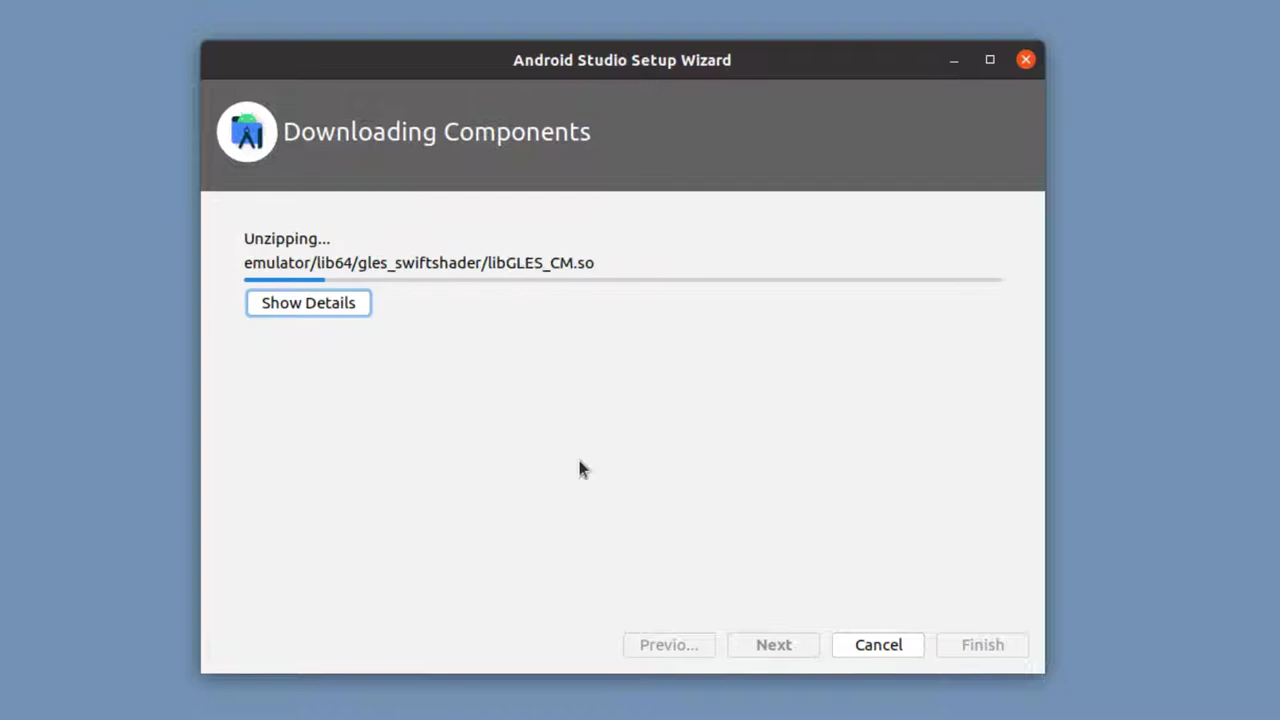 Android Studio Setup Wizard
Downloading Components
Unzipping...
emulator/lib64/gles_swiftshader/libGLES_CM.so
Show Details
Previo...
Next
Cancel
Finish